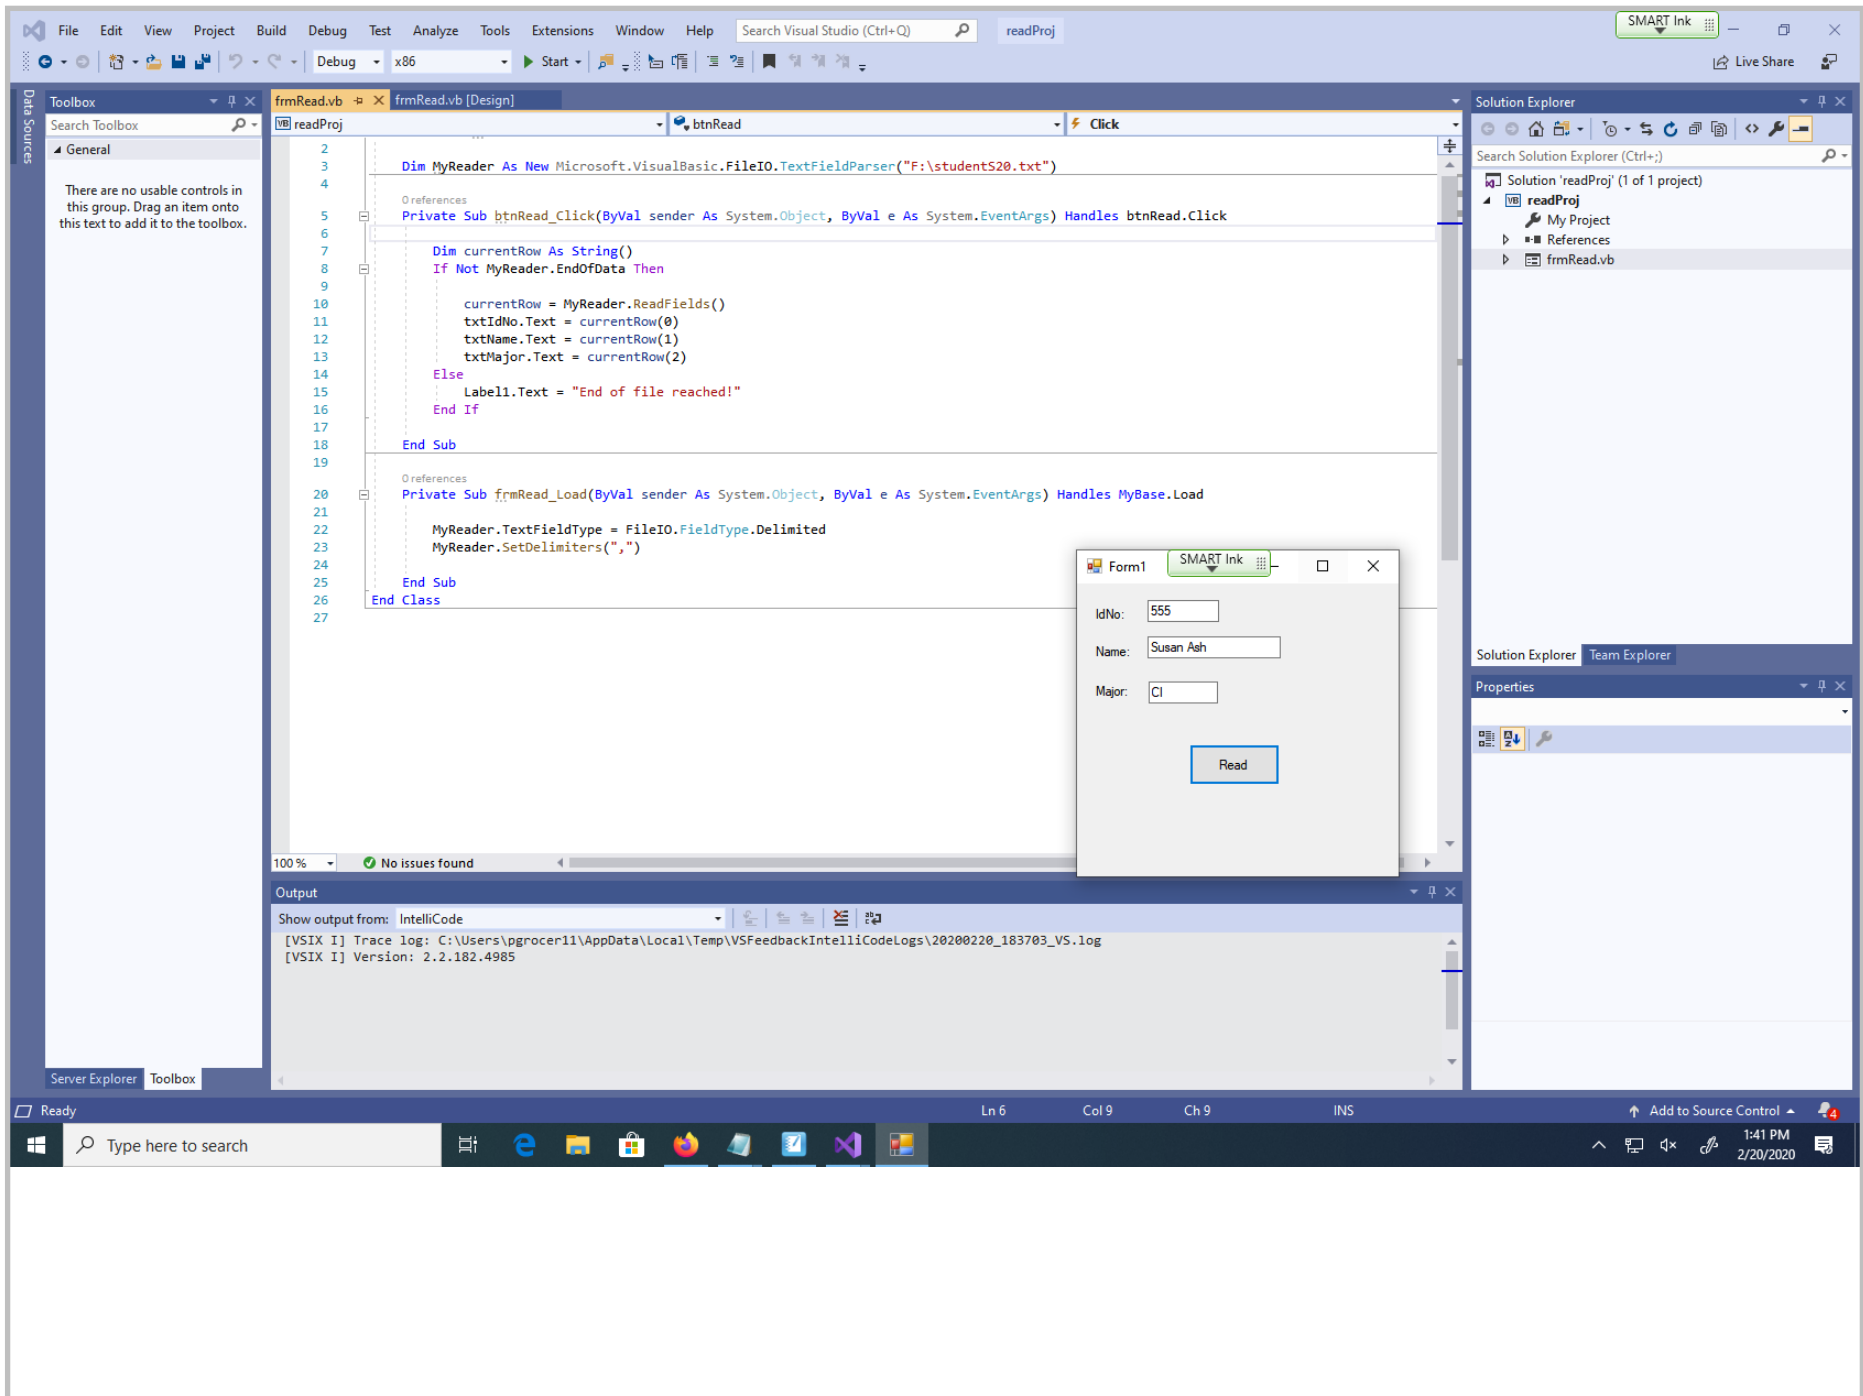 File Edit View Project Build Debug Test Analyze Tools Extensions Window Help Search Visual Studio (Ctrl+Q) readProj SMART Ink
Debug x86 Start Live Share
Data Sources
Toolbox
Search Toolbox
General
There are no usable controls in
this group. Drag an item onto
this text to add it to the toolbox.
Server Explorer Toolbox
frmRead.vb frmRead.vb [Design]
VB readProj btnRead Click
2
3 Dim MyReader As New Microsoft.VisualBasic.FileIO.TextFieldParser("F:\studentS20.txt")
4
0 references
5 Private Sub btnRead_Click(ByVal sender As System.Object, ByVal e As System.EventArgs) Handles btnRead.Click
6
7 Dim currentRow As String()
8 If Not MyReader.EndOfData Then
9
10 currentRow = MyReader.ReadFields()
11 txtIdNo.Text = currentRow(0)
12 txtName.Text = currentRow(1)
13 txtMajor.Text = currentRow(2)
14 Else
15 Label1.Text = "End of file reached!"
16 End If
17
18 End Sub
19
0 references
20 Private Sub frmRead_Load(ByVal sender As System.Object, ByVal e As System.EventArgs) Handles MyBase.Load
21
22 MyReader.TextFieldType = FileIO.FieldType.Delimited
23 MyReader.SetDelimiters(",")
24
25 End Sub
26 End Class
27
Form1 SMART Ink
IdNo: 555
Name: Susan Ash
Major: CI
Read
100 % No issues found
Output
Show output from: IntelliCode
[VSIX I] Trace log: C:\Users\pgrocer11\AppData\Local\Temp\VSFeedbackIntelliCodeLogs\20200220_183703_VS.log
[VSIX I] Version: 2.2.182.4985
Solution Explorer
Search Solution Explorer (Ctrl+;)
Solution 'readProj' (1 of 1 project)
VB readProj
My Project
References
frmRead.vb
Solution Explorer Team Explorer
Properties
Ready Ln 6 Col 9 Ch 9 INS Add to Source Control 4
Type here to search
1:41 PM
2/20/2020